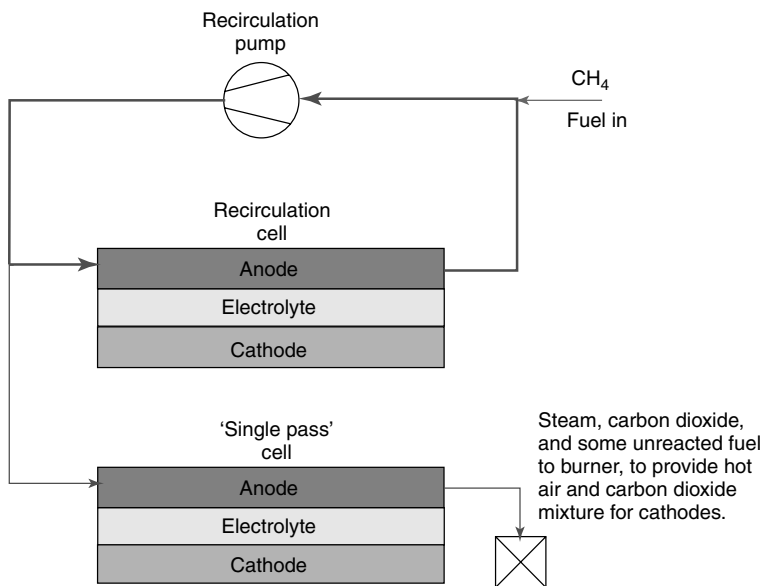 Recirculation
pump
CH₄
Fuel in
Recirculation
cell
Anode
Electrolyte
Cathode
‘Single pass’
cell
Anode
Electrolyte
Cathode
Steam, carbon dioxide,
and some unreacted fuel
to burner, to provide hot
air and carbon dioxide
mixture for cathodes.